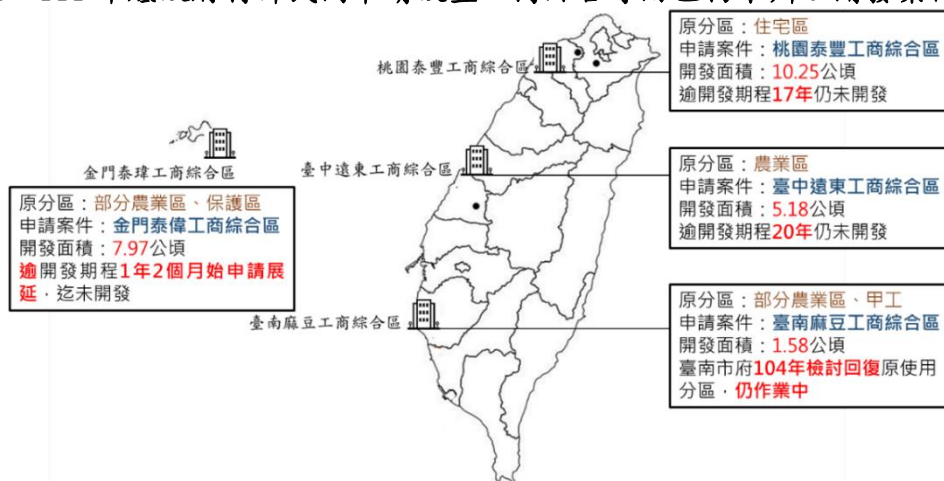 原分區：住宅區
申請案件：桃園泰豐工商綜合區
開發面積：10.25公頃
逾開發期程17年仍未開發
桃園泰豐工商綜合區
金門泰瑋工商綜合區
臺中遠東工商綜合區
原分區：農業區
申請案件：臺中遠東工商綜合區
開發面積：5.18公頃
逾開發期程20年仍未開發
原分區：部分農業區、保護區
申請案件：金門泰偉工商綜合區
開發面積：7.97公頃
逾開發期程1年2個月始申請展
延，迄未開發
臺南麻豆工商綜合區
原分區：部分農業區、甲工
申請案件：臺南麻豆工商綜合區
開發面積：1.58公頃
臺南市府104年檢討回復原使用
分區，仍作業中